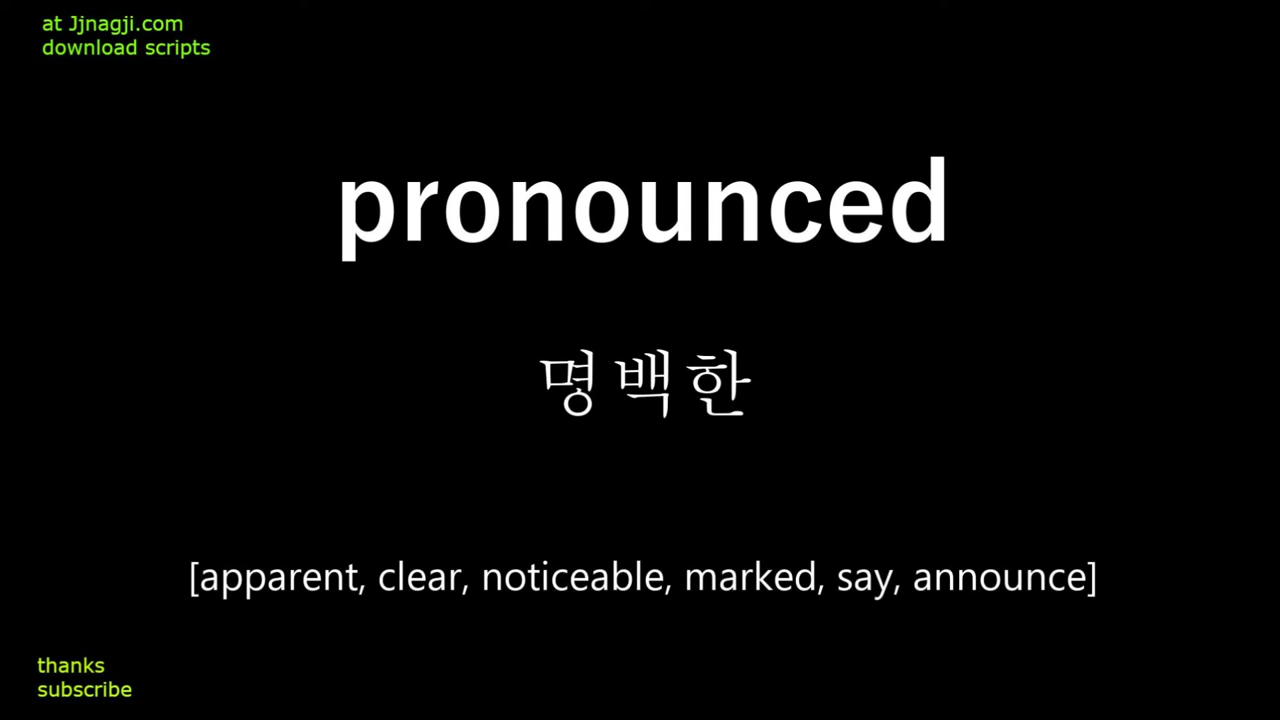 at Jjnagji.com
download scripts
pronounced
명백한
[apparent, clear, noticeable, marked, say, announce]
thanks
subscribe